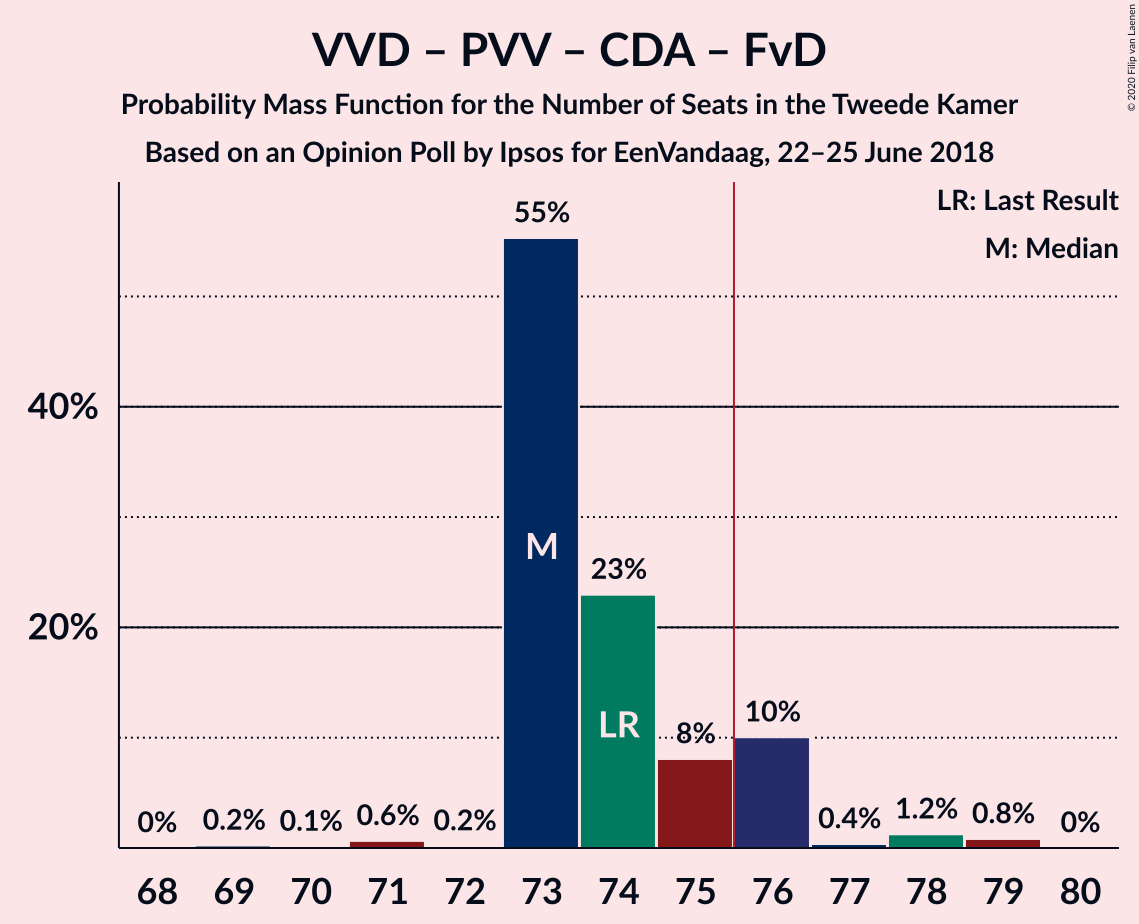 VVD – PVV – CDA – FvD
Probability Mass Function for the Number of Seats in the Tweede Kamer
Based on an Opinion Poll by Ipsos for EenVandaag, 22–25 June 2018
© 2020 Filip van Laenen
LR: Last Result
M: Median
55%
40%
M
23%
20%
LR
8%
10%
0%
0.2%
0.1%
0.6%
0.2%
0.4%
1.2%
0.8%
0%
68 69 70 71 72 73 74 75 76 77 78 79 80